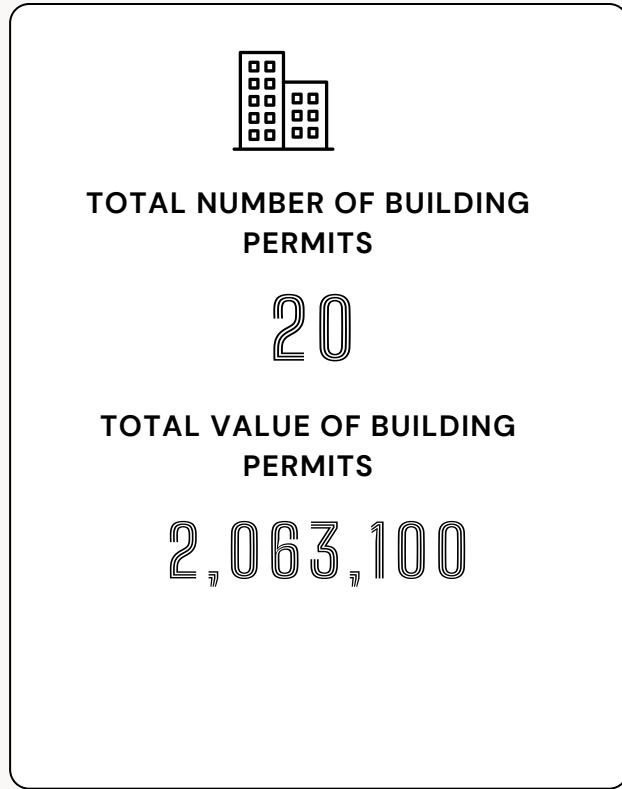 TOTAL NUMBER OF BUILDING
PERMITS
20
TOTAL VALUE OF BUILDING
PERMITS
2,063,100